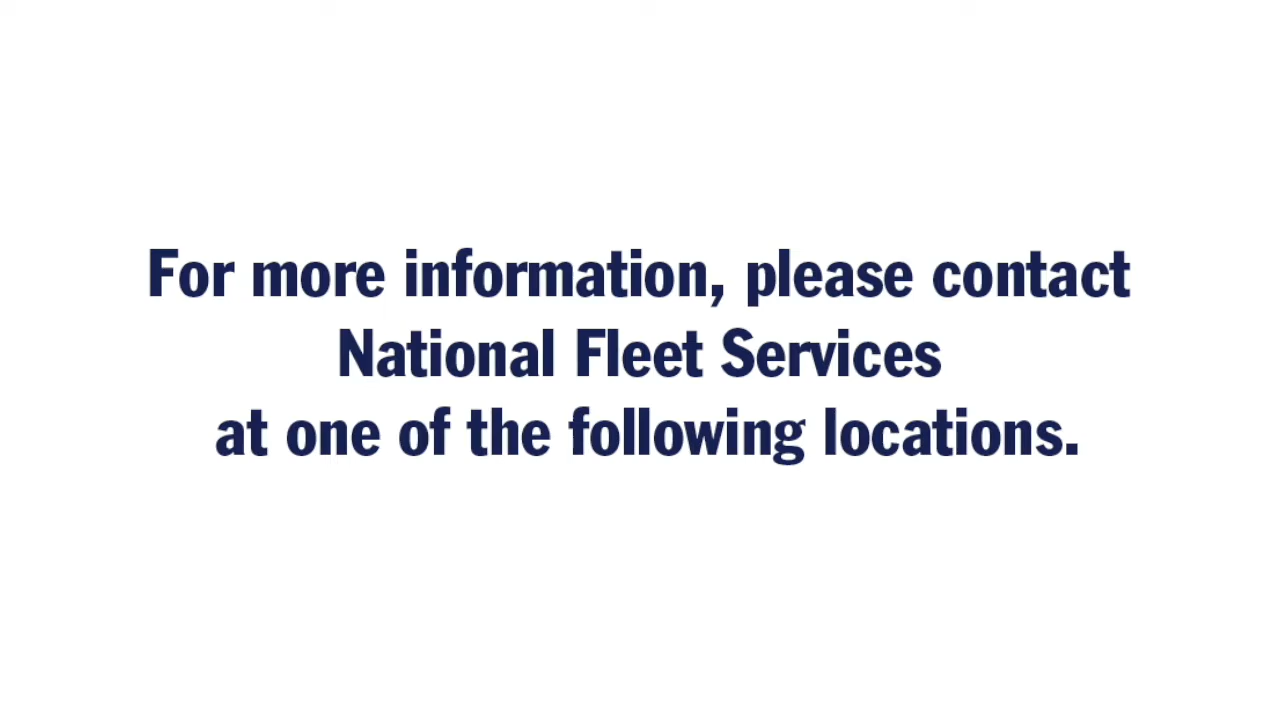 For more information, please contact
National Fleet Services
at one of the following locations.